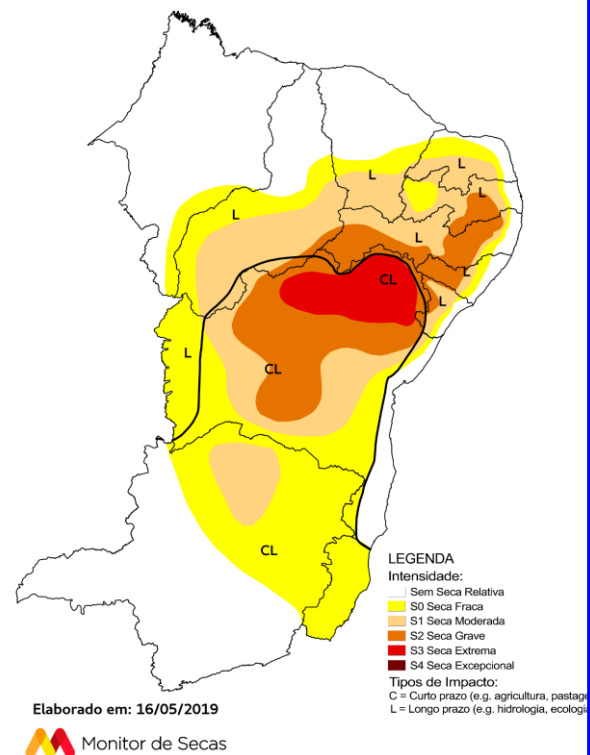 L
L
L
L
L
L
CL
L
L
CL
CL
LEGENDA
Intensidade:
Sem Seca Relativa
S0 Seca Fraca
S1 Seca Moderada
S2 Seca Grave
S3 Seca Extrema
S4 Seca Excepcional
Tipos de Impacto:
C = Curto prazo (e.g. agricultura, pastage
L = Longo prazo (e.g. hidrologia, ecologia
Elaborado em: 16/05/2019
Monitor de Secas